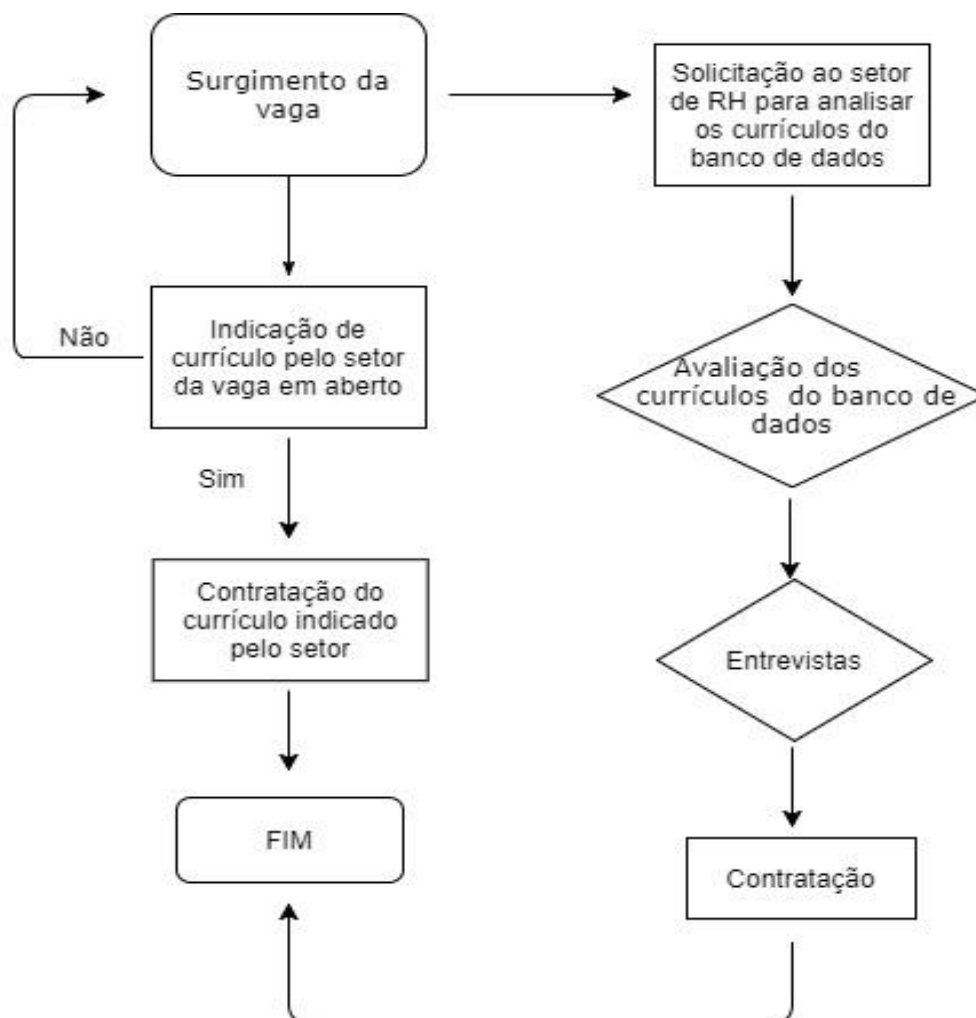 Surgimento da
vaga
Solicitação ao setor
de RH para analisar
os currículos do
banco de dados
Não
Indicação de
currículo pelo setor
da vaga em aberto
Avaliação dos
currículos do banco de
dados
Sim
Contratação do
currículo indicado
pelo setor
Entrevistas
FIM
Contratação